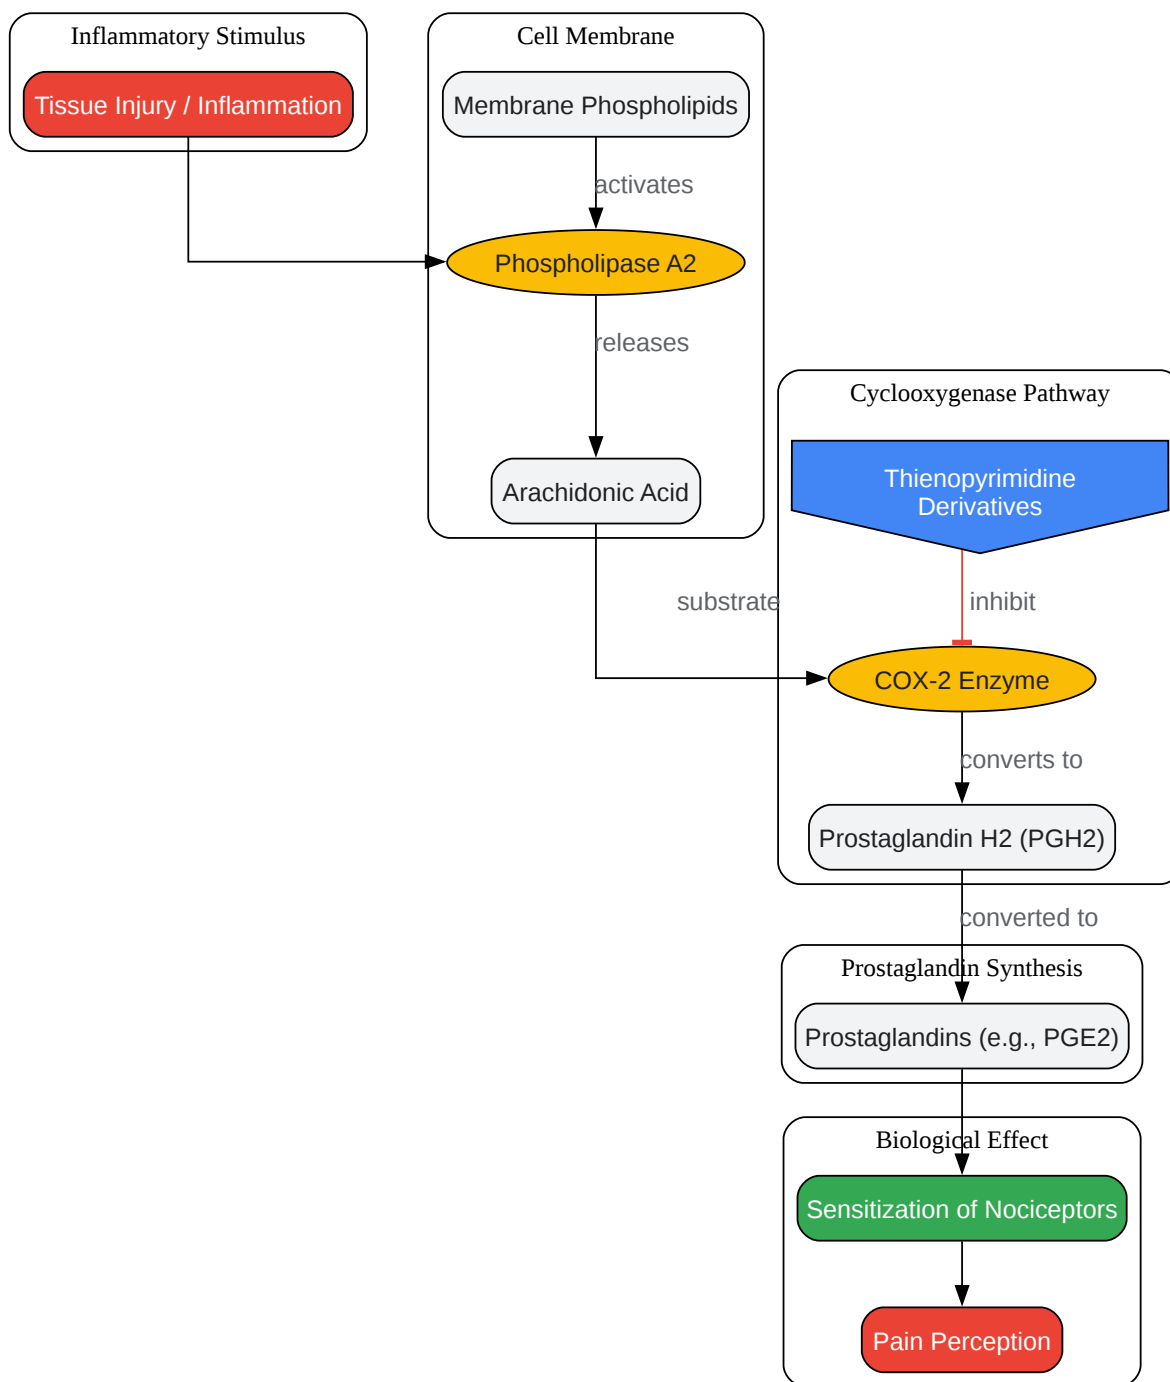 Inflammatory Stimulus
Tissue Injury / Inflammation
Cell Membrane
Membrane Phospholipids
activates
Phospholipase A2
releases
Arachidonic Acid
substrate
Cyclooxygenase Pathway
Thienopyrimidine
Derivatives
inhibit
COX-2 Enzyme
converts to
Prostaglandin H2 (PGH2)
converted to
Prostaglandin Synthesis
Prostaglandins (e.g., PGE2)
Biological Effect
Sensitization of Nociceptors
Pain Perception